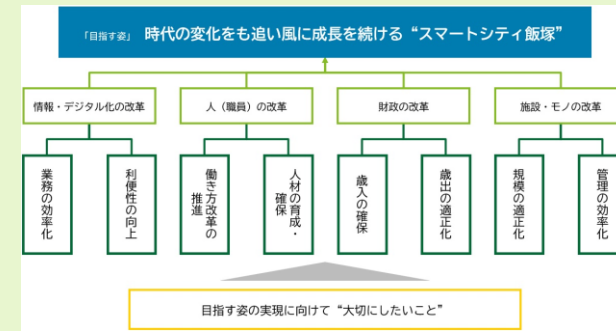 「目指す姿」 時代の変化をも追い風に成長を続ける“スマートシティ飯塚”
情報・デジタル化の改革
人（職員）の改革
財政の改革
施設・モノの改革
業務の効率化
利便性の向上
働き方改革の
推進
人材の育成・
確保
歳入の確保
歳出の適正化
規模の適正化
管理の効率化
目指す姿の実現に向けて“大切にしたいこと”